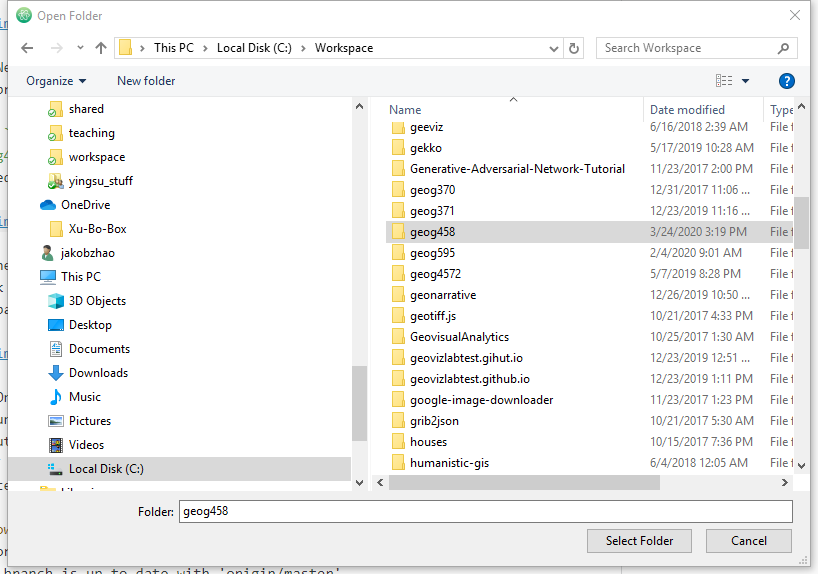 Open Folder
This PC > Local Disk (C:) > Workspace
Search Workspace
Organize
New folder
shared
teaching
workspace
yingsu_stuff
OneDrive
Xu-Bo-Box
jakobzhao
This PC
3D Objects
Desktop
Documents
Downloads
Music
Pictures
Videos
Local Disk (C:)
Name Date modified Type
geeviz 6/16/2018 2:39 AM File f
gekko 5/17/2019 10:28 AM File f
Generative-Adversarial-Network-Tutorial 11/23/2017 2:00 PM File f
geog370 12/31/2017 11:06 ... File f
geog371 12/23/2019 11:16 ... File f
geog458 3/24/2020 3:19 PM File f
geog595 2/4/2020 9:01 AM File f
geog4572 5/7/2019 8:28 PM File f
geonarrative 12/26/2019 10:50 ... File f
geotiff.js 10/21/2017 4:33 PM File f
GeovisualAnalytics 10/25/2017 1:30 AM File f
geovizlabtest.gihut.io 12/23/2019 12:51 ... File f
geovizlabtest.github.io 12/23/2019 1:11 PM File f
google-image-downloader 11/23/2017 1:23 PM File f
grib2json 10/21/2017 5:30 AM File f
houses 10/15/2017 7:36 PM File f
humanistic-gis 6/4/2018 12:05 AM File f
Folder: geog458
Select Folder Cancel
branch is up to date with 'origin/master'